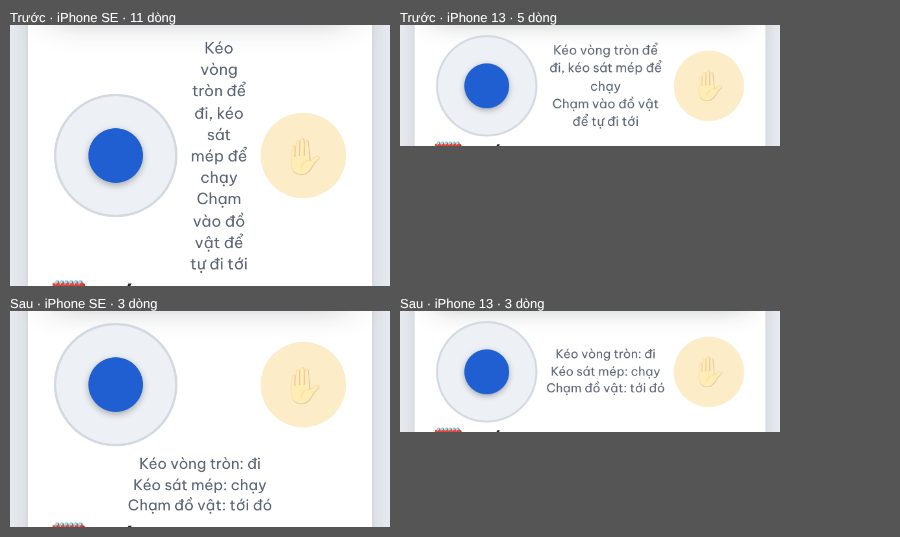 Trước · iPhone SE · 11 dòng
Kéo
vòng
tròn để
đi, kéo
sát
mép để
chạy
Chạm
vào đồ
vật để
tự đi tới
Trước · iPhone 13 · 5 dòng
Kéo vòng tròn để
đi, kéo sát mép để
chạy
Chạm vào đồ vật
để tự đi tới
Sau · iPhone SE · 3 dòng
Kéo vòng tròn: đi
Kéo sát mép: chạy
Chạm đồ vật: tới đó
Sau · iPhone 13 · 3 dòng
Kéo vòng tròn: đi
Kéo sát mép: chạy
Chạm đồ vật: tới đó